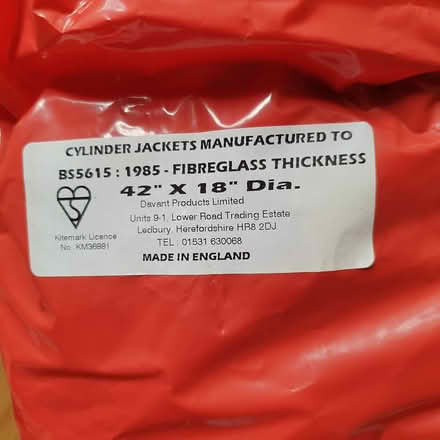 CYLINDER JACKETS MANUFACTURED TO
BS5615 : 1985 - FIBREGLASS THICKNESS
42" X 18" Dia.
Davant Products Limited
Units 9-1, Lower Road Trading Estate
Ledbury, Herefordshire HR8 2DJ
TEL : 01531 630068
MADE IN ENGLAND
Kitemark Licence
No. KM36881